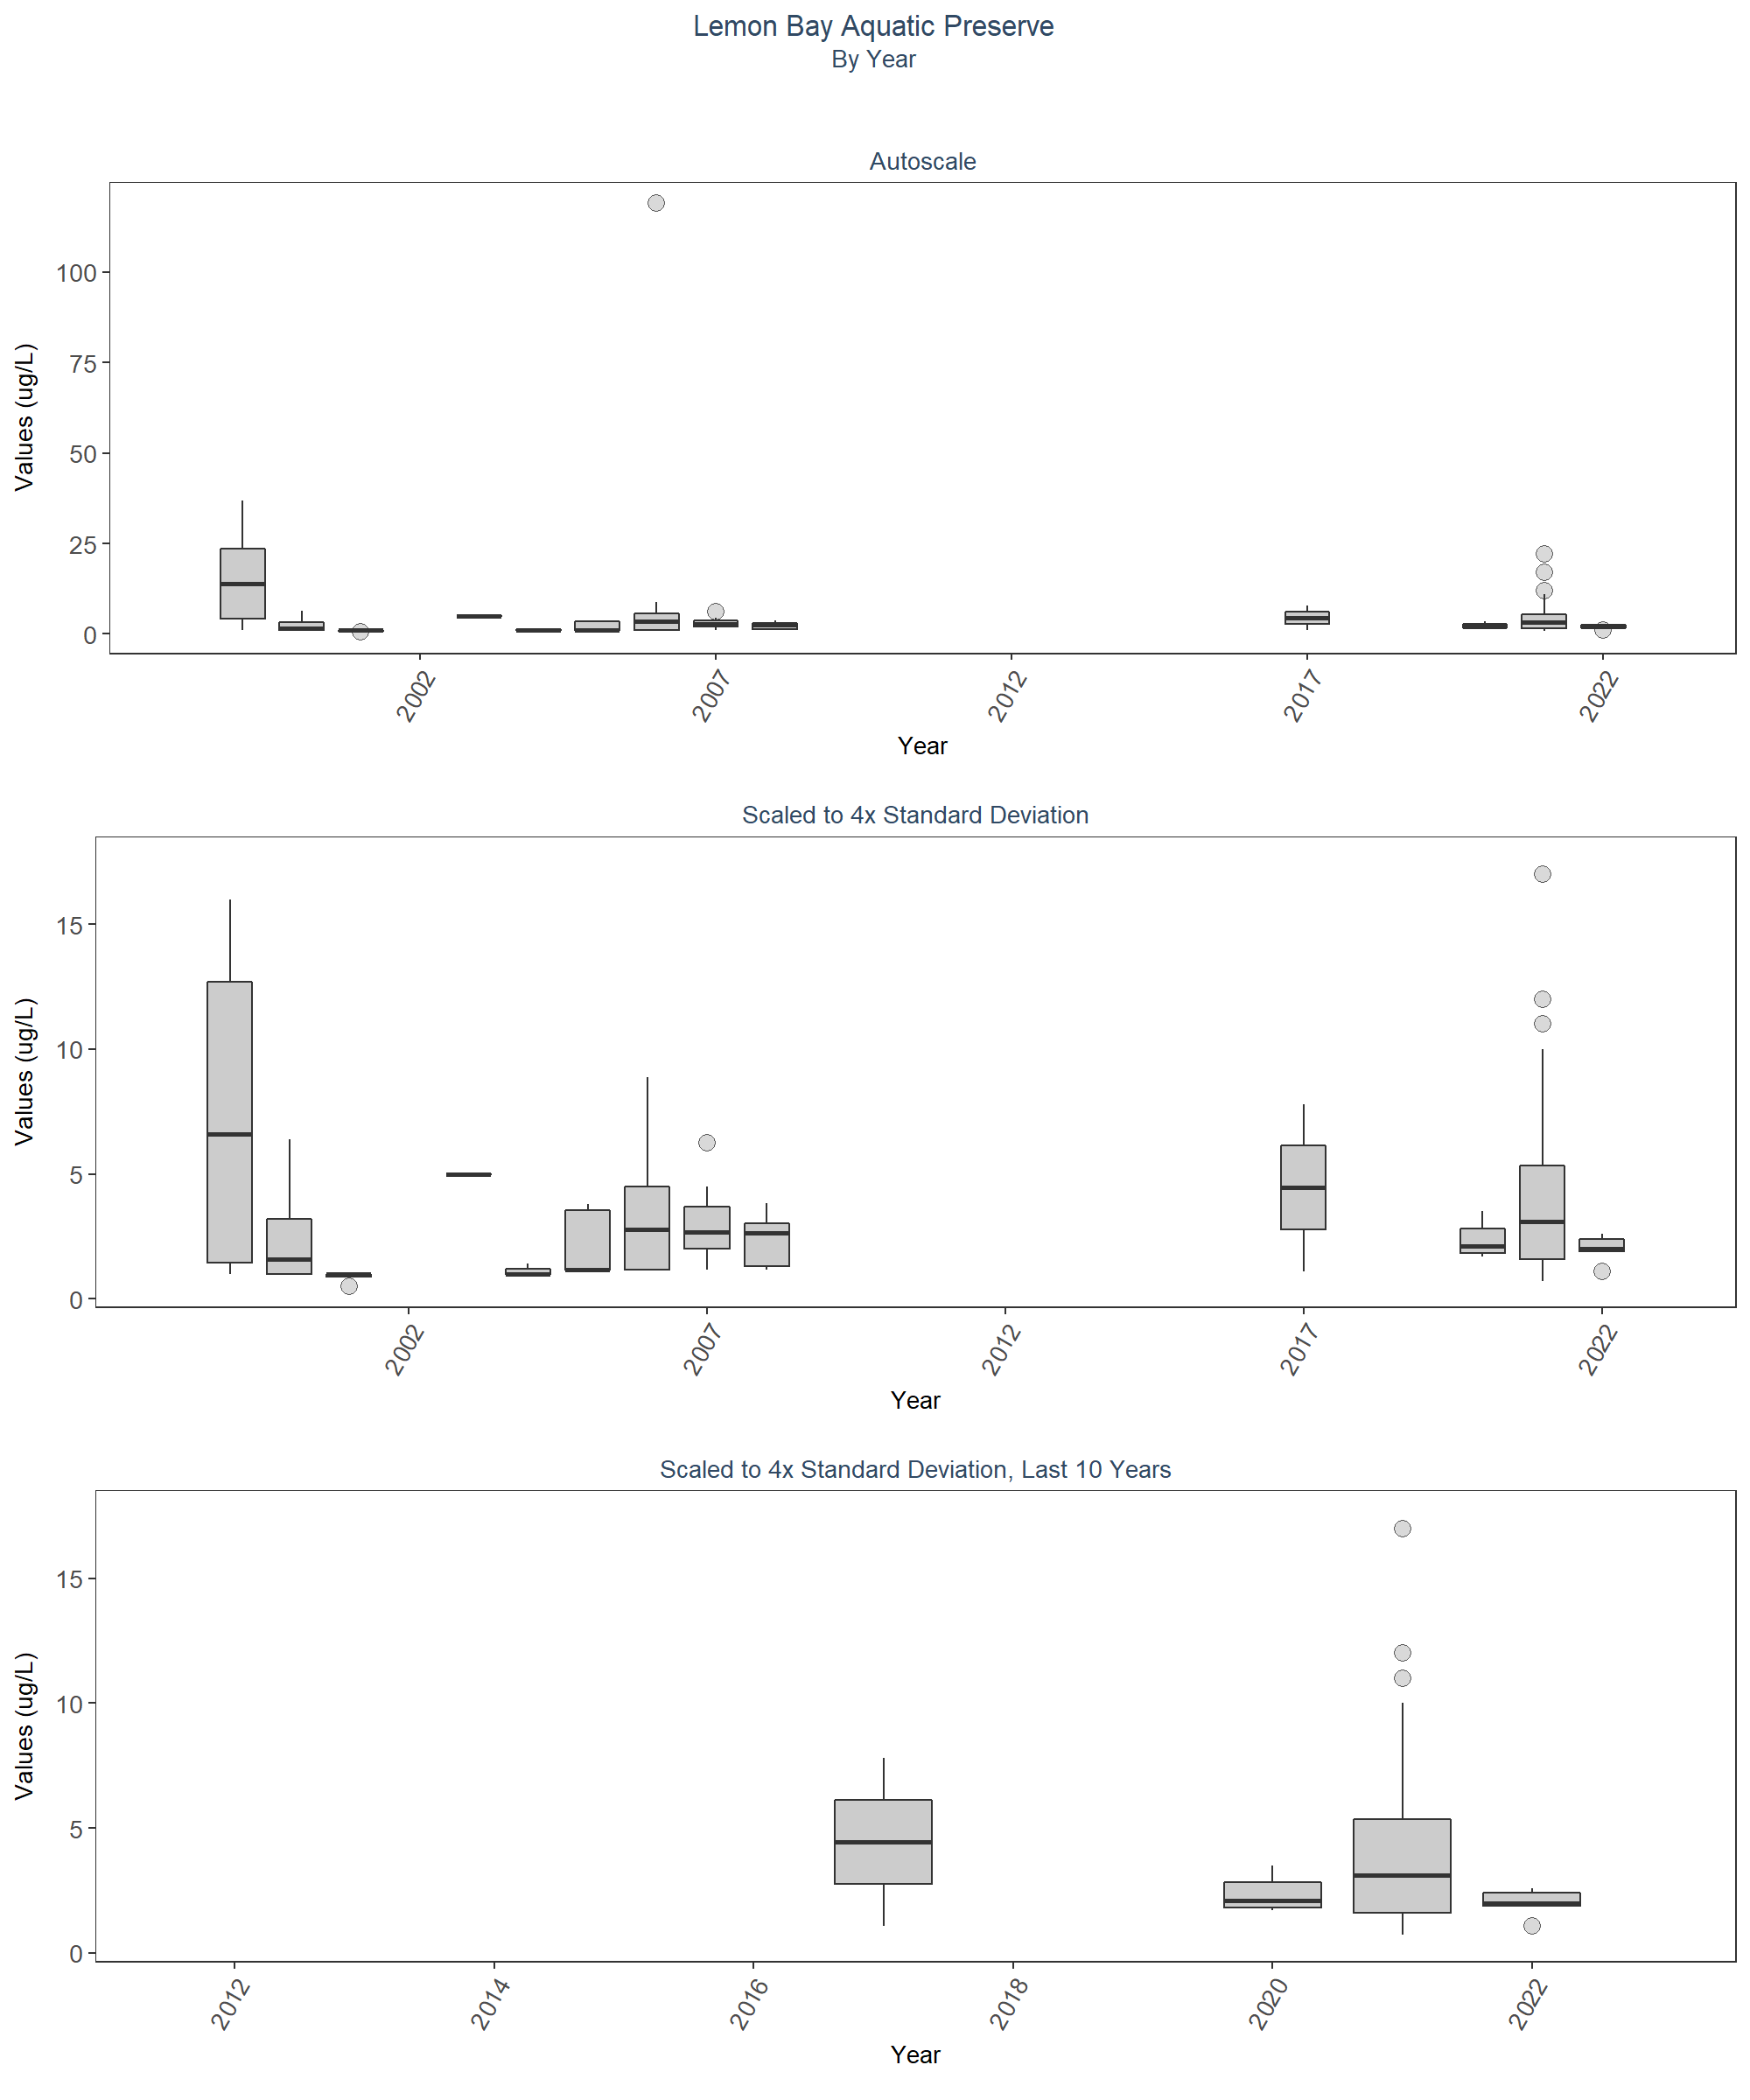 Lemon Bay Aquatic Preserve
By Year
Autoscale
Values (ug/L)
100
75
50
25
0
2002 2007 2012 2017 2022
Year
Scaled to 4x Standard Deviation
Values (ug/L)
15
10
5
0
2002 2007 2012 2017 2022
Year
Scaled to 4x Standard Deviation, Last 10 Years
Values (ug/L)
15
10
5
0
2012 2014 2016 2018 2020 2022
Year